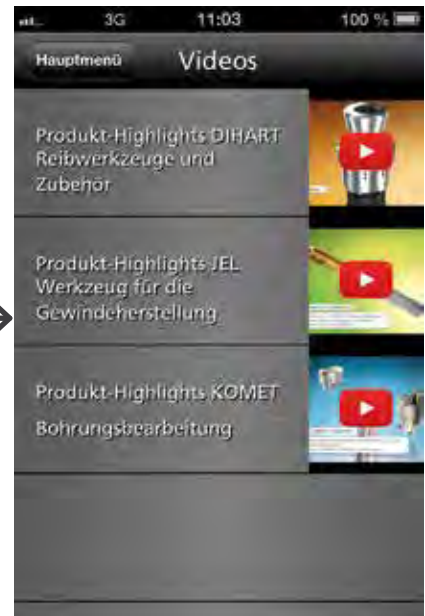 3G 11:03 100 %
Hauptmenü Videos
Produkt-Highlights DIHART
Reibwerkzeuge und
Zubehör
Produkt-Highlights JEL
Werkzeug für die
Gewindeherstellung
Produkt-Highlights KOMET
Bohrungsbearbeitung